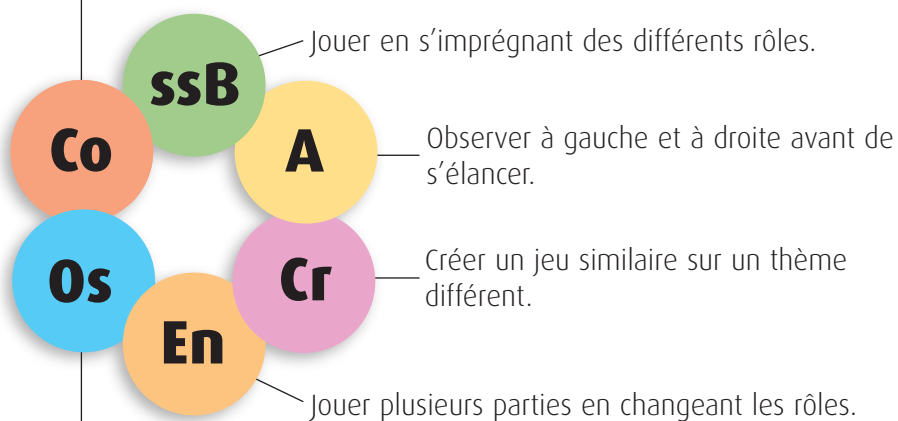 ssB
Jouer en s’imprégnant des différents rôles.
Co
A
Observer à gauche et à droite avant de
s’élancer.
Os
Cr
Créer un jeu similaire sur un thème
différent.
En
Jouer plusieurs parties en changeant les rôles.